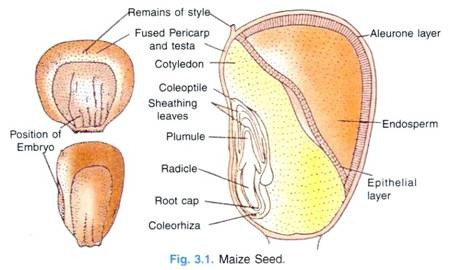 Remains of style
Fused Pericarp
and testa
Cotyledon
Coleoptile
Sheathing
leaves
Plumule
Position of
Embryo
Radicle
Root cap
Coleorhiza
Aleurone layer
Endosperm
Epithelial
layer
Fig. 3.1. Maize Seed.